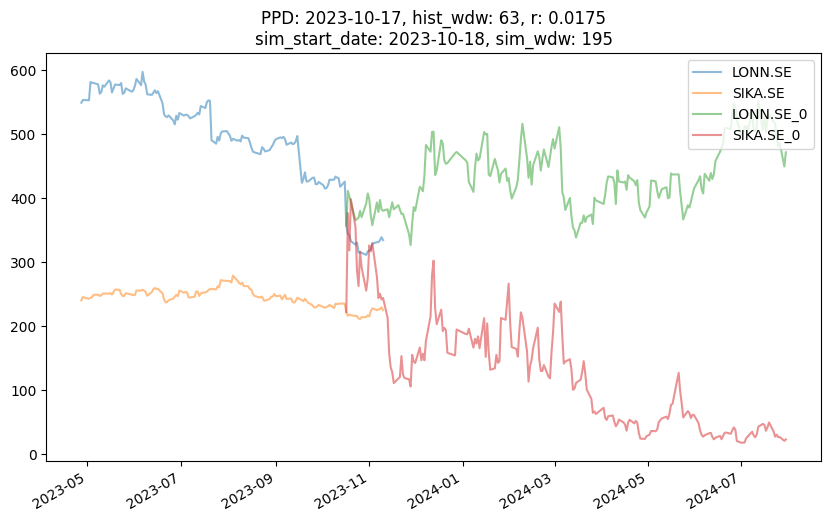 PPD: 2023-10-17, hist_wdw: 63, r: 0.0175
sim_start_date: 2023-10-18, sim_wdw: 195
LONN.SE
SIKA.SE
LONN.SE_0
SIKA.SE_0
600
500
400
300
200
100
0
2023-05
2023-07
2023-09
2023-11
2024-01
2024-03
2024-05
2024-07